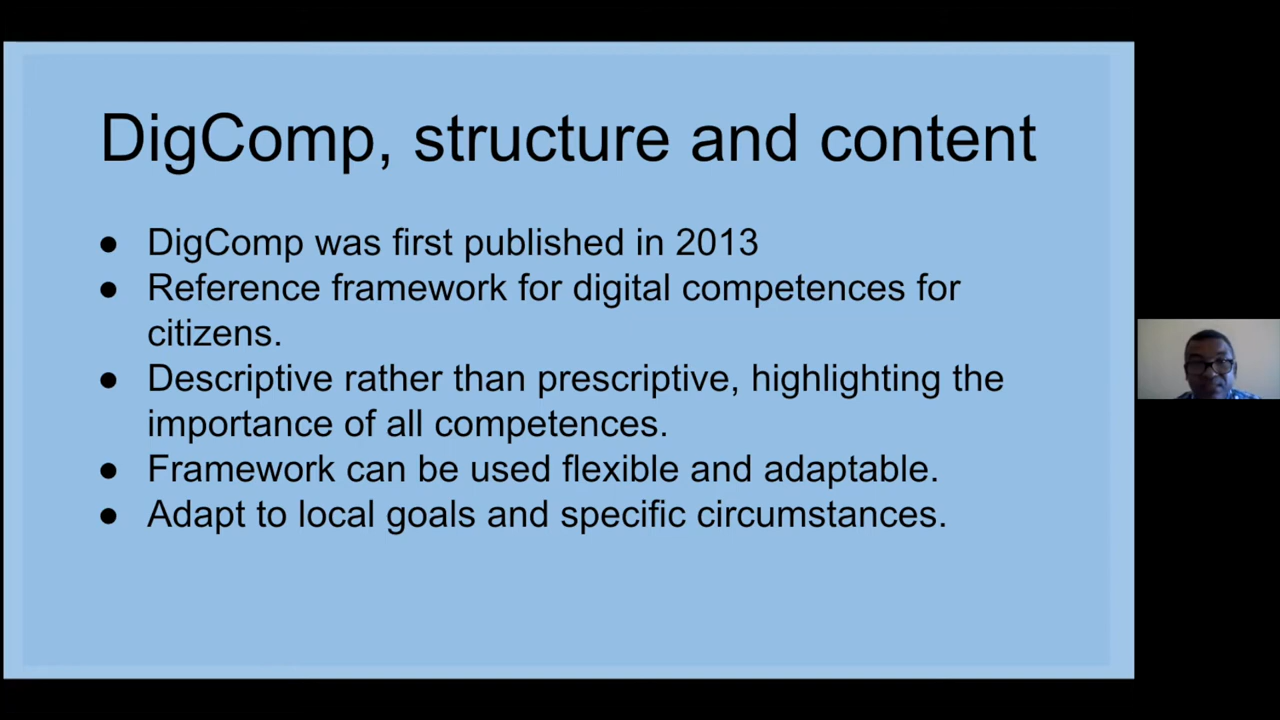 DigComp, structure and content
● DigComp was first published in 2013
● Reference framework for digital competences for
citizens.
● Descriptive rather than prescriptive, highlighting the
importance of all competences.
● Framework can be used flexible and adaptable.
● Adapt to local goals and specific circumstances.